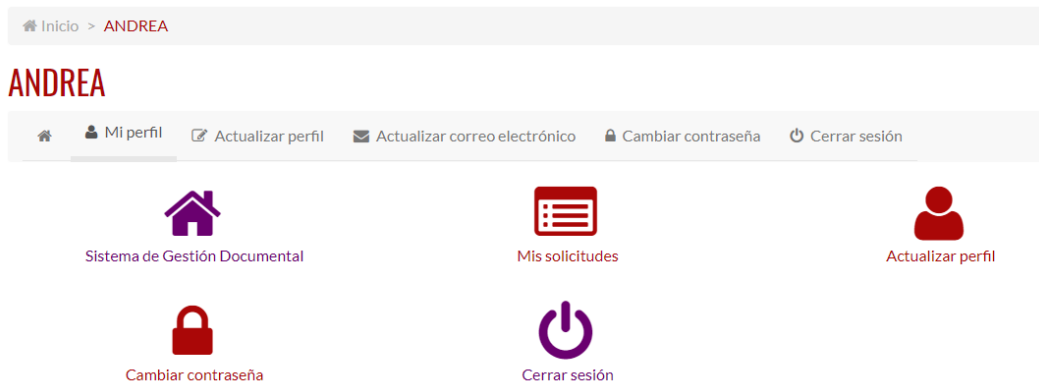 Inicio > ANDREA
ANDREA
Mi perfil Actualizar perfil Actualizar correo electrónico Cambiar contraseña Cerrar sesión
Sistema de Gestión Documental Mis solicitudes Actualizar perfil
Cambiar contraseña Cerrar sesión